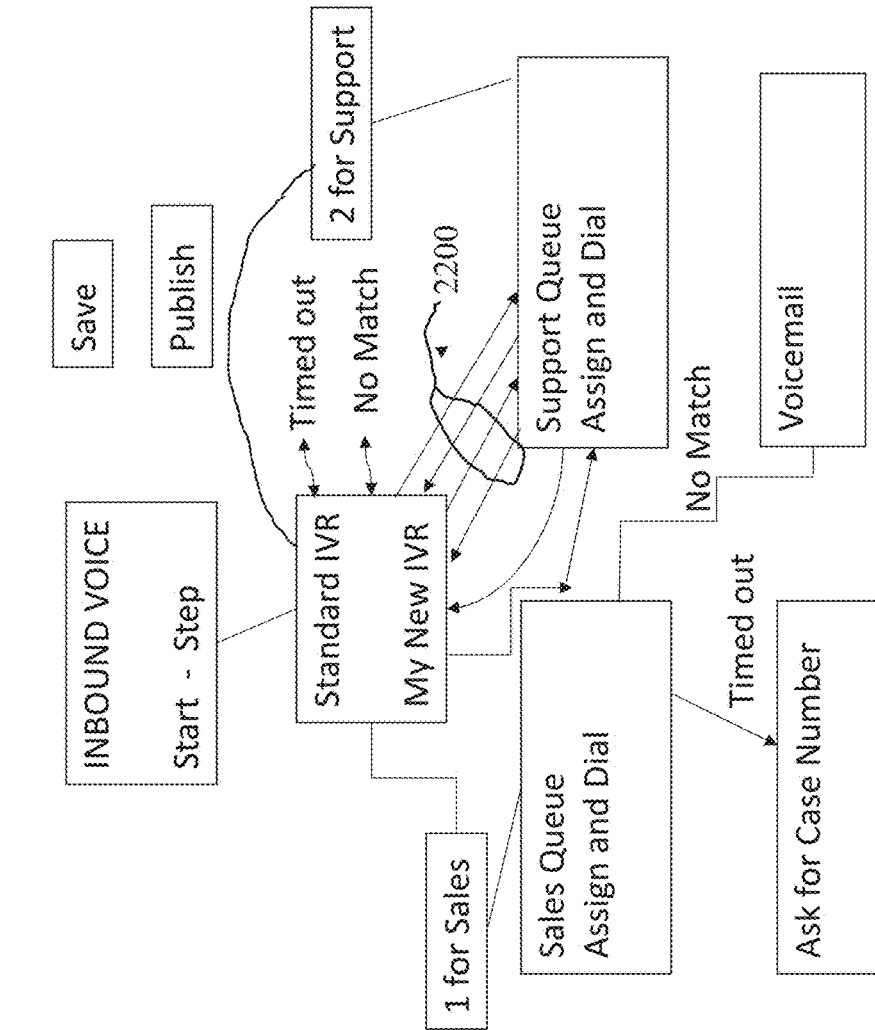 Save
Publish
INBOUND VOICE
Start - Step
2 for Support
Timed out
No Match
Standard IVR
My New IVR
2200
1 for Sales
Support Queue
Assign and Dial
Sales Queue
Assign and Dial
No Match
Voicemail
Timed out
Ask for Case Number